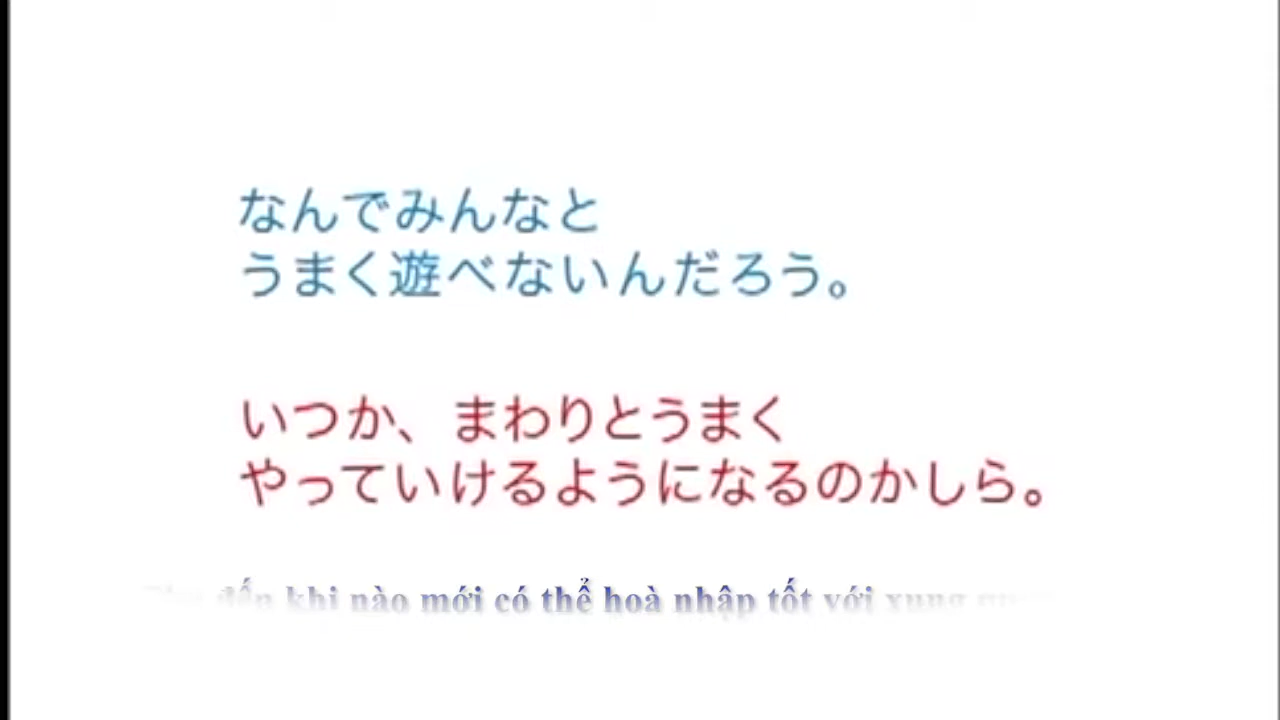 なんでみんなと
うまく遊べないんだろう。
いつか、まわりとうまく
やっていけるようになるのかしら。
đến khi nào mới có thể hoà nhập tốt với xung